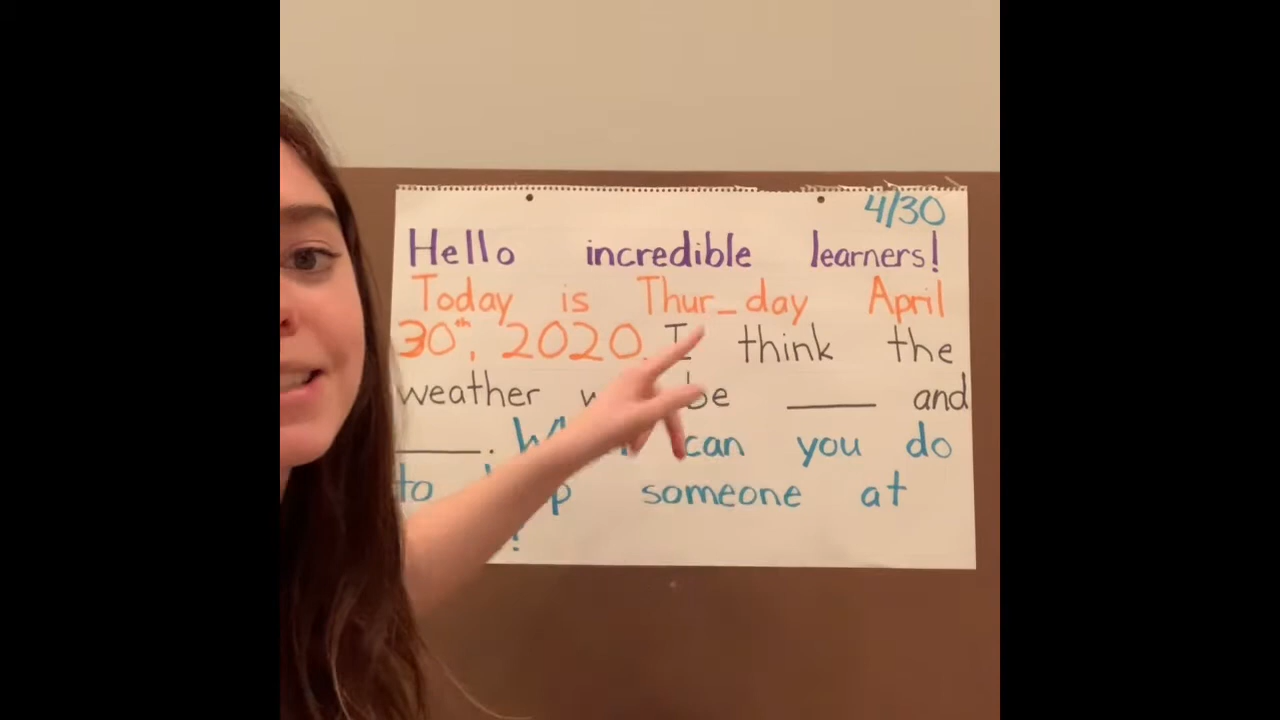 4/30
Hello incredible learners!
Today is Thur_day April
30th, 2020. I think the
weather be ____ and
____. can you do
to someone at